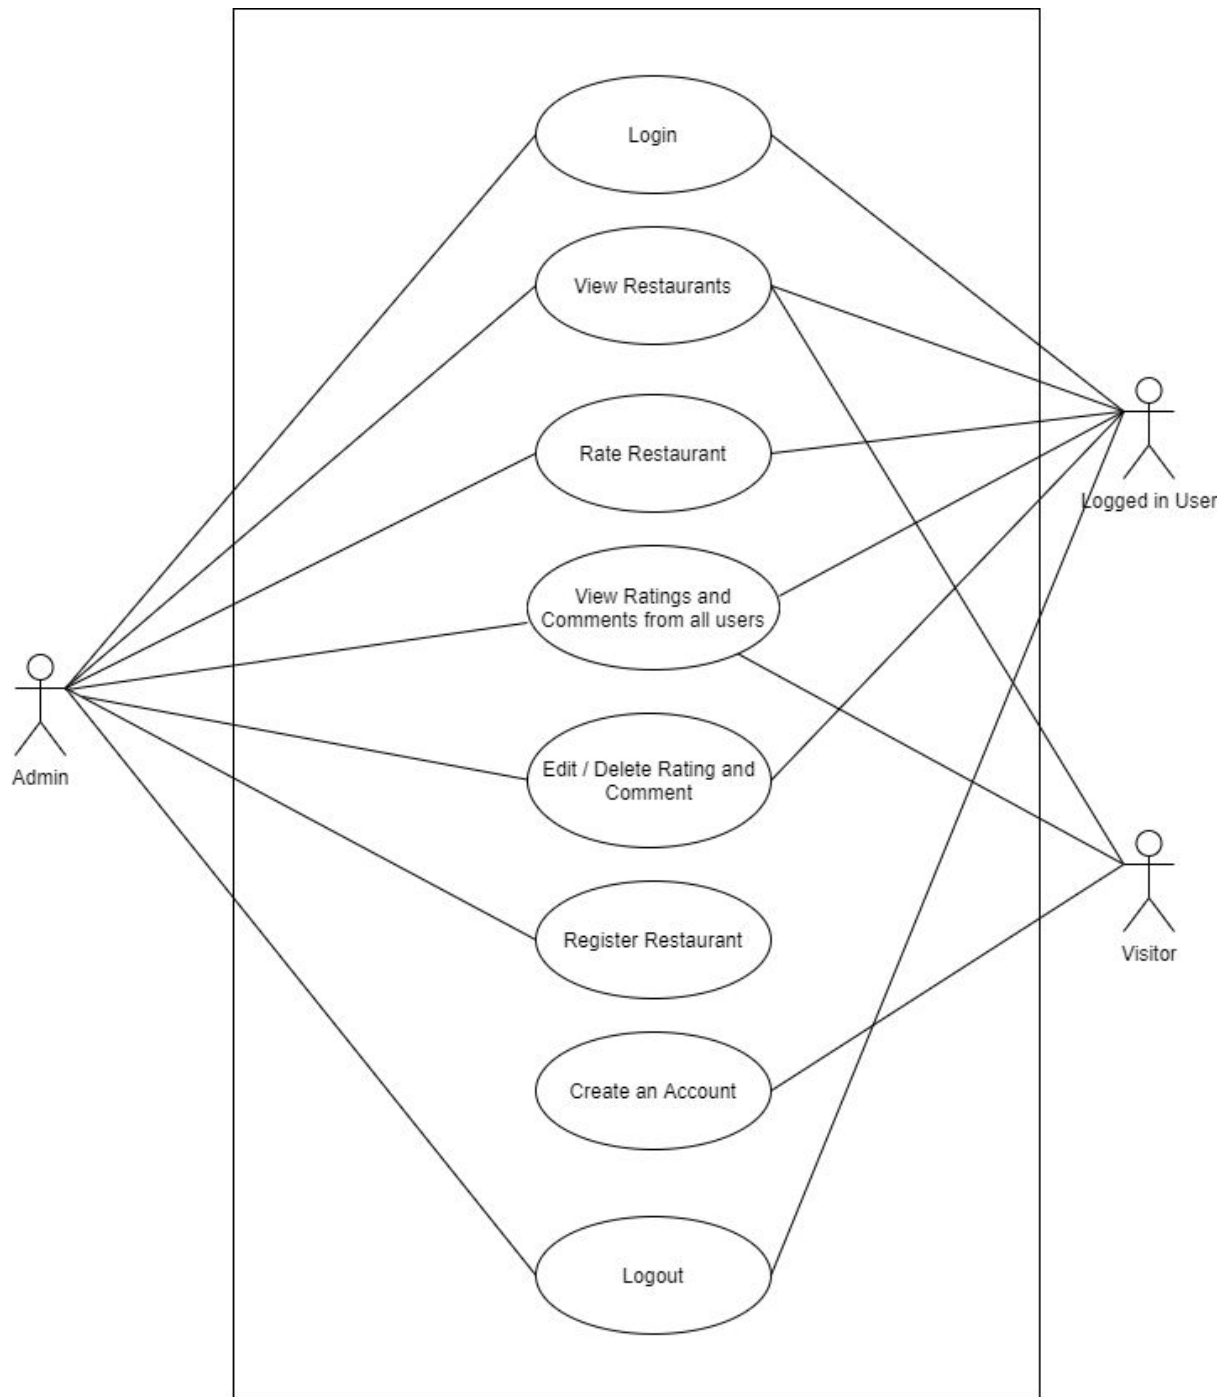 Login
View Restaurants
Rate Restaurant
Logged in User
View Ratings and
Comments from all users
Admin
Edit / Delete Rating and
Comment
Register Restaurant
Visitor
Create an Account
Logout